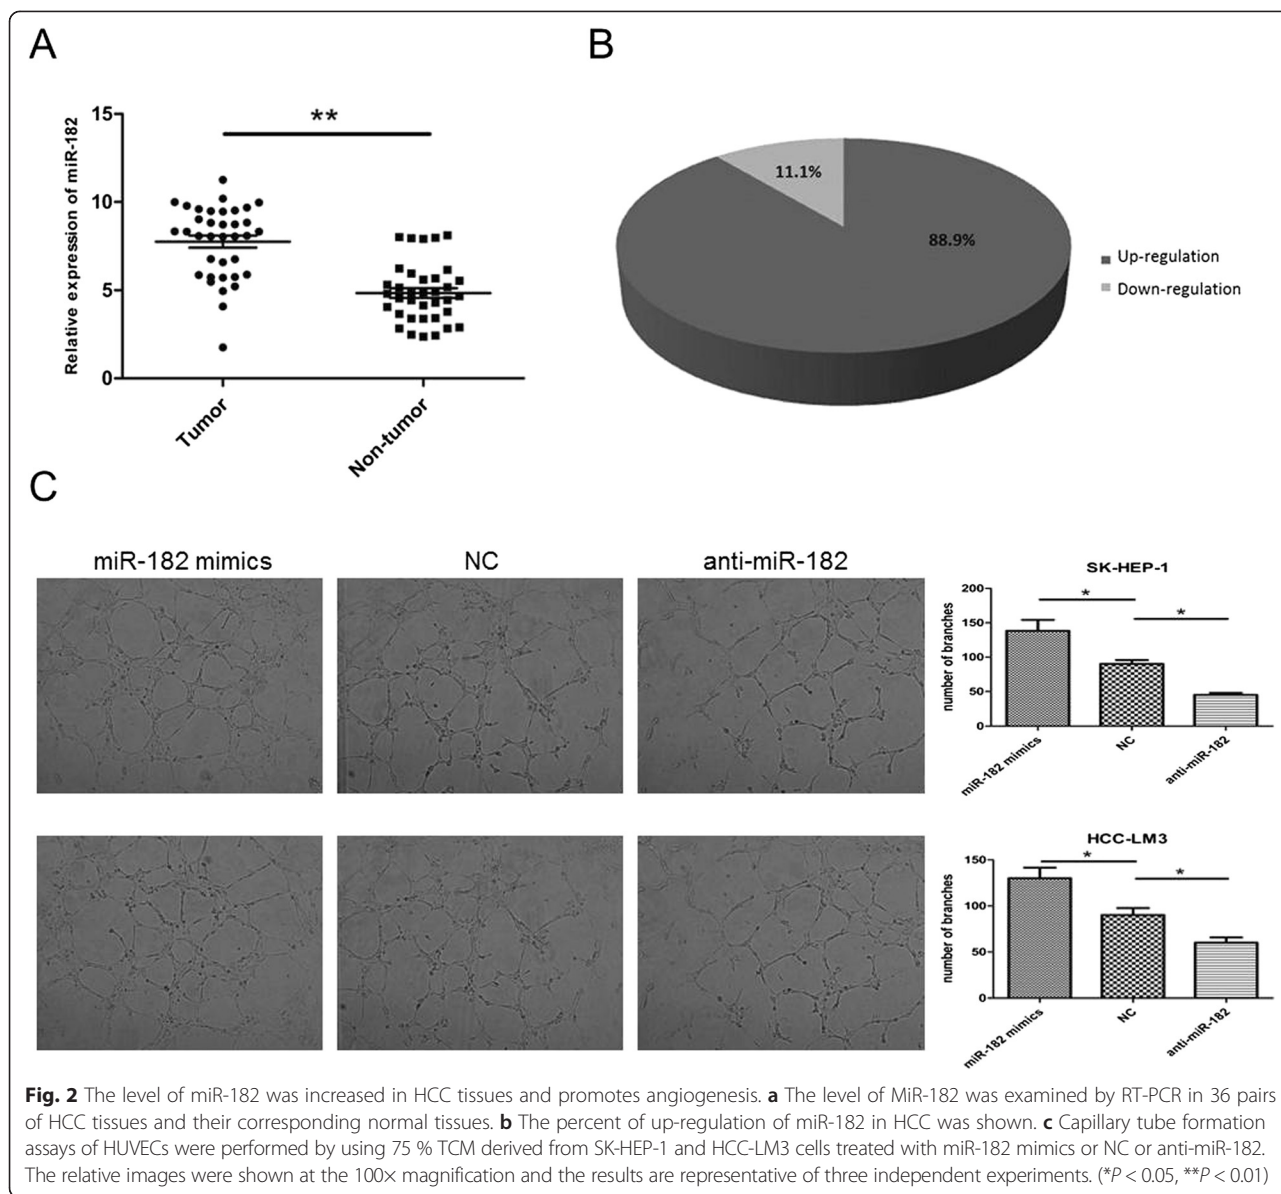 A
15
10
5
0
Relative expression of miR-182
**
Tumor
Non-tumor
B
11.1%
88.9%
Up-regulation
Down-regulation
C
miR-182 mimics
NC
anti-miR-182
SK-HEP-1
number of branches
200
150
100
50
0
*
*
miR-182 mimics
NC
anti-miR-182
HCC-LM3
number of branches
150
100
50
0
*
*
miR-182 mimics
NC
anti-miR-182
Fig. 2 The level of miR-182 was increased in HCC tissues and promotes angiogenesis. a The level of MiR-182 was examined by RT-PCR in 36 pairs
of HCC tissues and their corresponding normal tissues. b The percent of up-regulation of miR-182 in HCC was shown. c Capillary tube formation
assays of HUVECs were performed by using 75 % TCM derived from SK-HEP-1 and HCC-LM3 cells treated with miR-182 mimics or NC or anti-miR-182.
The relative images were shown at the 100× magnification and the results are representative of three independent experiments. (*P < 0.05, **P < 0.01)